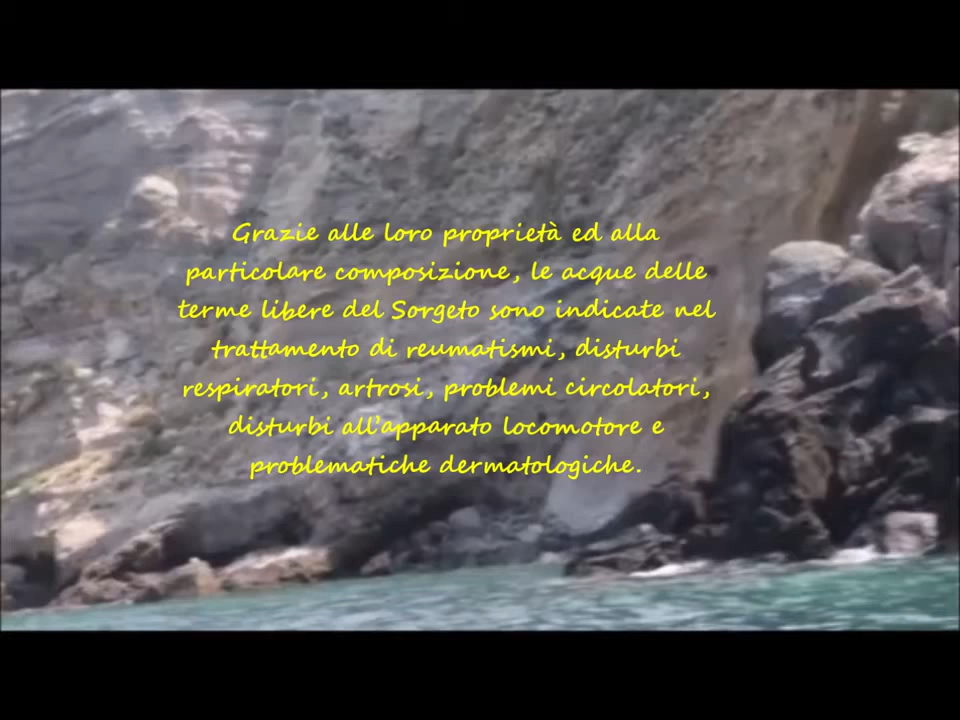 Grazie alle loro proprietà ed alla
particolare composizione, le acque delle
terme libere del Sorgeto sono indicate nel
trattamento di reumatismi, disturbi
respiratori, artrosi, problemi circolatori,
disturbi all'apparato locomotore e
problematiche dermatologiche.